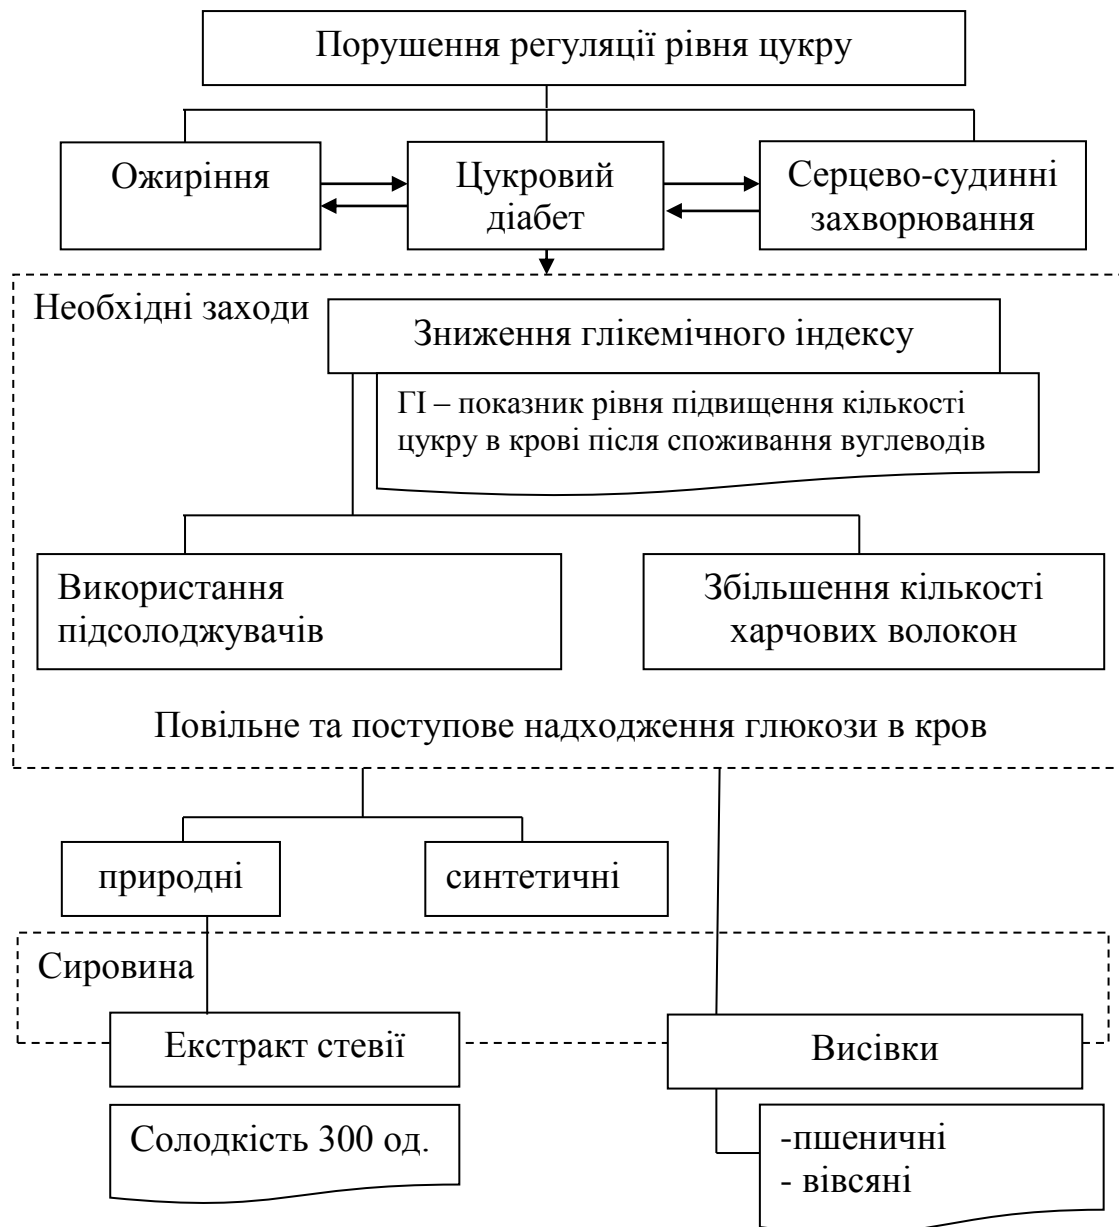 Порушення регуляції рівня цукру
Ожиріння
Цукровий
діабет
Серцево-судинні
захворювання
Необхідні заходи
Зниження глікемічного індексу
ГІ – показник рівня підвищення кількості
цукру в крові після споживання вуглеводів
Використання
підсолоджувачів
Збільшення кількості
харчових волокон
Повільне та поступове надходження глюкози в кров
природні
синтетичні
Сировина
Екстракт стевії
Висівки
Солодкість 300 од.
-пшеничні
- вівсяні